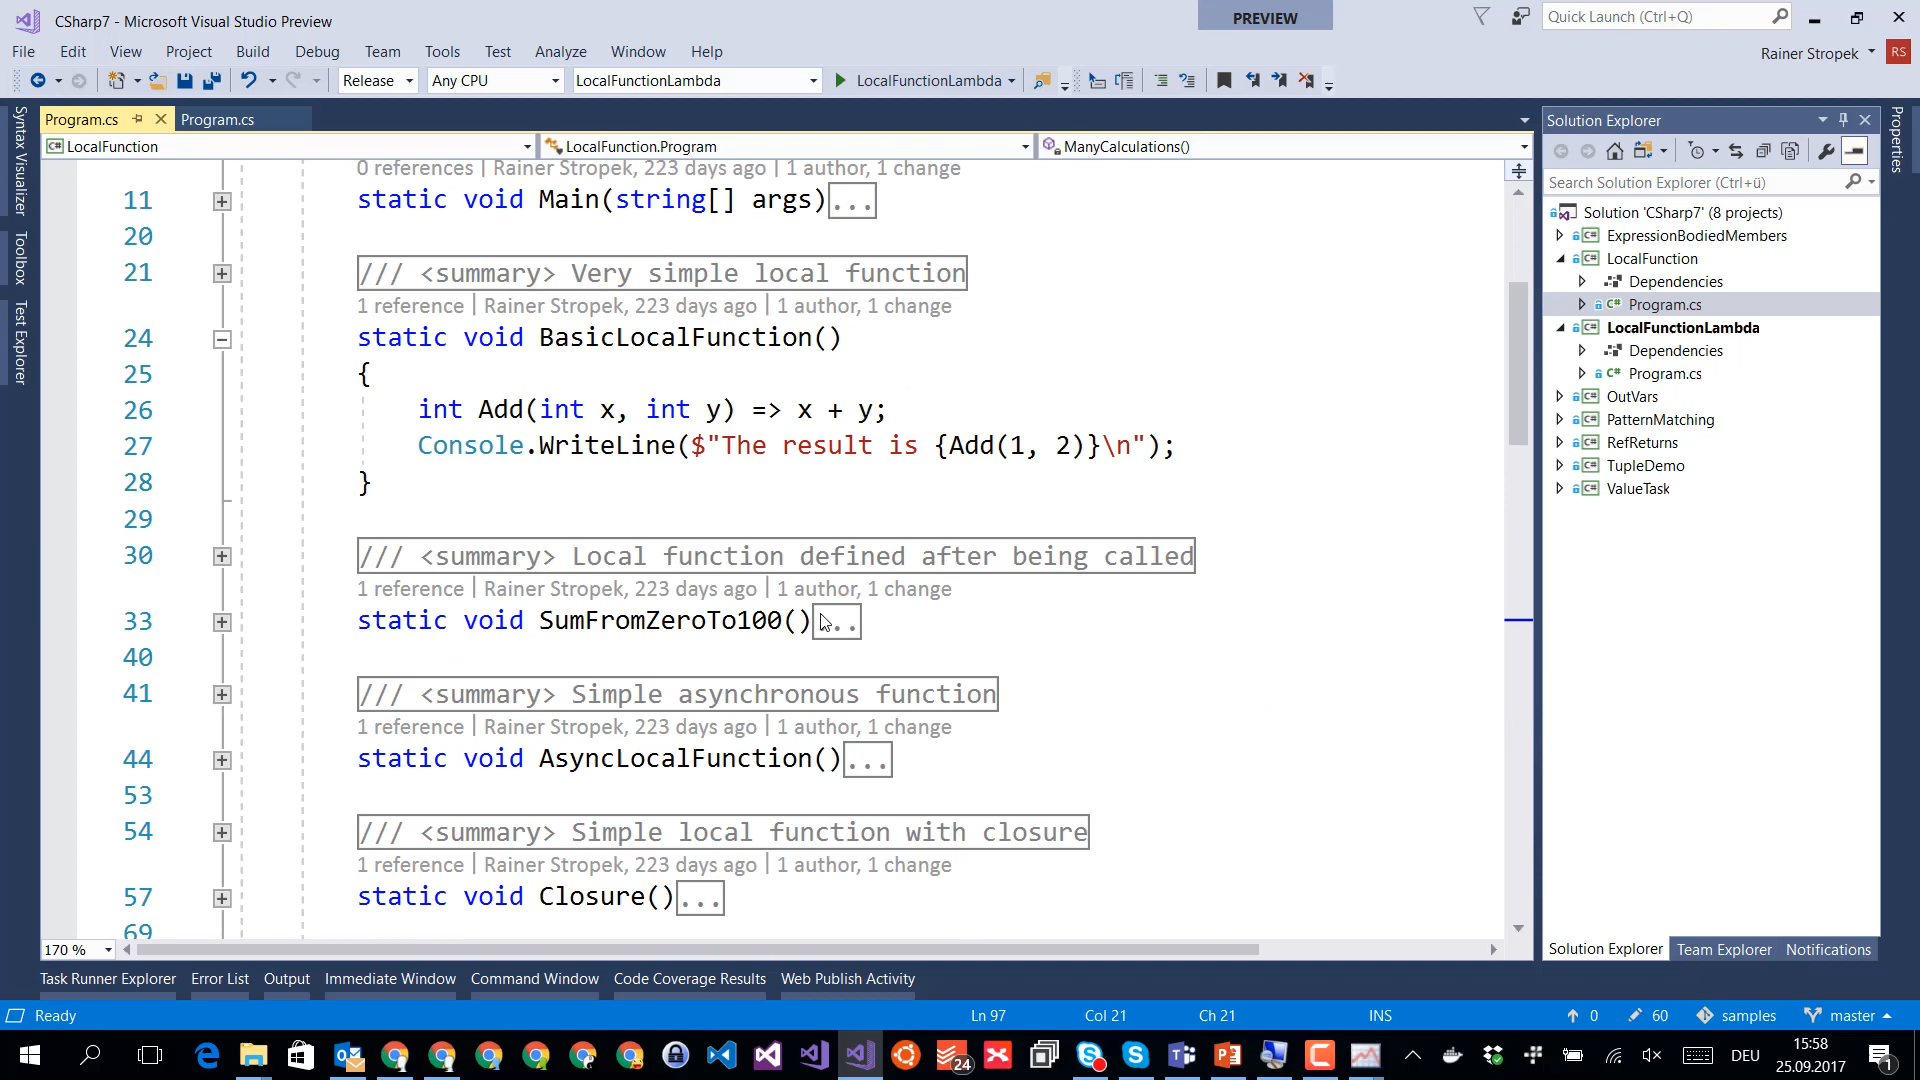 CSharp7 - Microsoft Visual Studio Preview
PREVIEW
Quick Launch (Ctrl+Q)
File Edit View Project Build Debug Team Tools Test Analyze Window Help
Rainer Stropek RS
Release Any CPU LocalFunctionLambda LocalFunctionLambda
Syntax Visualizer
Toolbox
Test Explorer
Program.cs Program.cs
LocalFunction LocalFunction.Program ManyCalculations()
0 references | Rainer Stropek, 223 days ago | 1 author, 1 change
11 static void Main(string[] args)...
20
21 /// <summary> Very simple local function
1 reference | Rainer Stropek, 223 days ago | 1 author, 1 change
24 static void BasicLocalFunction()
25 {
26 int Add(int x, int y) => x + y;
27 Console.WriteLine($"The result is {Add(1, 2)}\n");
28 }
29
30 /// <summary> Local function defined after being called
1 reference | Rainer Stropek, 223 days ago | 1 author, 1 change
33 static void SumFromZeroTo100()...
40
41 /// <summary> Simple asynchronous function
1 reference | Rainer Stropek, 223 days ago | 1 author, 1 change
44 static void AsyncLocalFunction()...
53
54 /// <summary> Simple local function with closure
1 reference | Rainer Stropek, 223 days ago | 1 author, 1 change
57 static void Closure()...
69
170 %
Solution Explorer
Search Solution Explorer (Ctrl+ü)
Solution 'CSharp7' (8 projects)
C# ExpressionBodiedMembers
C# LocalFunction
Dependencies
C# Program.cs
C# LocalFunctionLambda
Dependencies
C# Program.cs
C# OutVars
C# PatternMatching
C# RefReturns
C# TupleDemo
C# ValueTask
Properties
Solution Explorer Team Explorer Notifications
Task Runner Explorer Error List Output Immediate Window Command Window Code Coverage Results Web Publish Activity
Ready Ln 97 Col 21 Ch 21 INS 0 60 samples master
24
DEU
15:58
25.09.2017
1